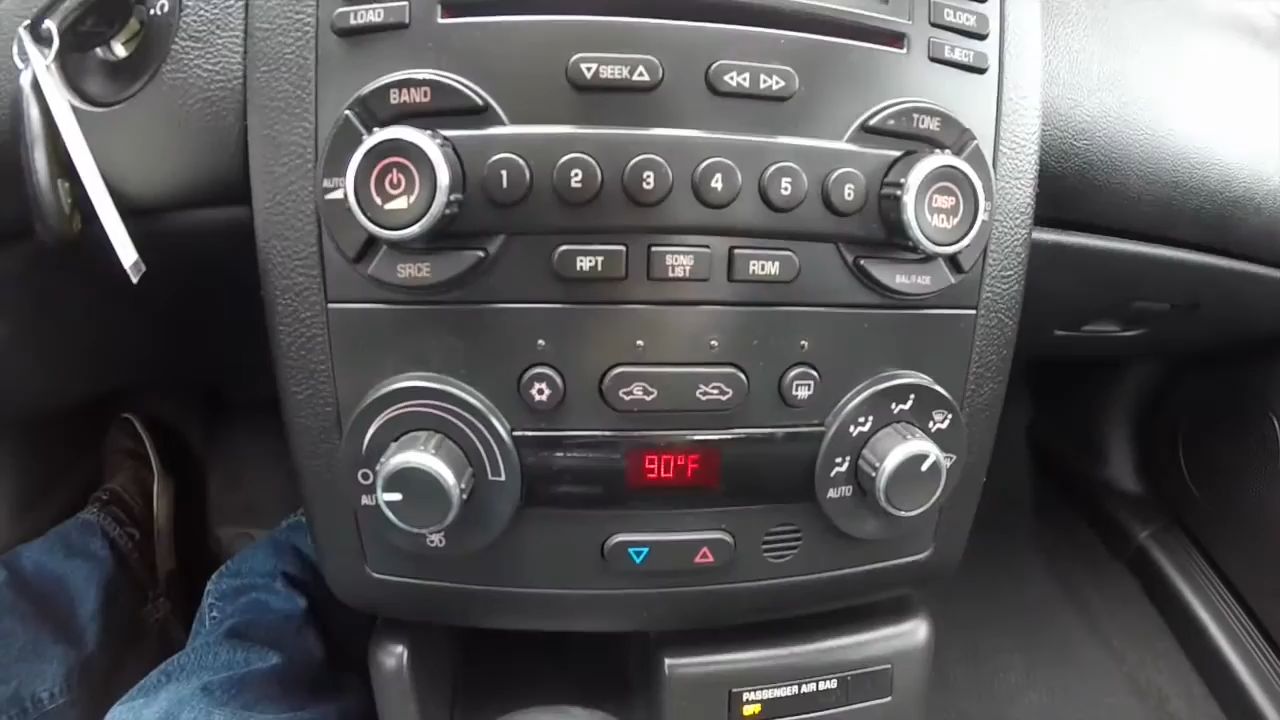 LOAD
CLOCK
EJECT
SEEK
BAND
TONE
AUTO
1 2 3 4 5 6
DISP
ADJ
SRCE
RPT
SONG
LIST
RDM
BAL/FADE
90°F
AU
AUTO
PASSENGER AIR BAG
OFF